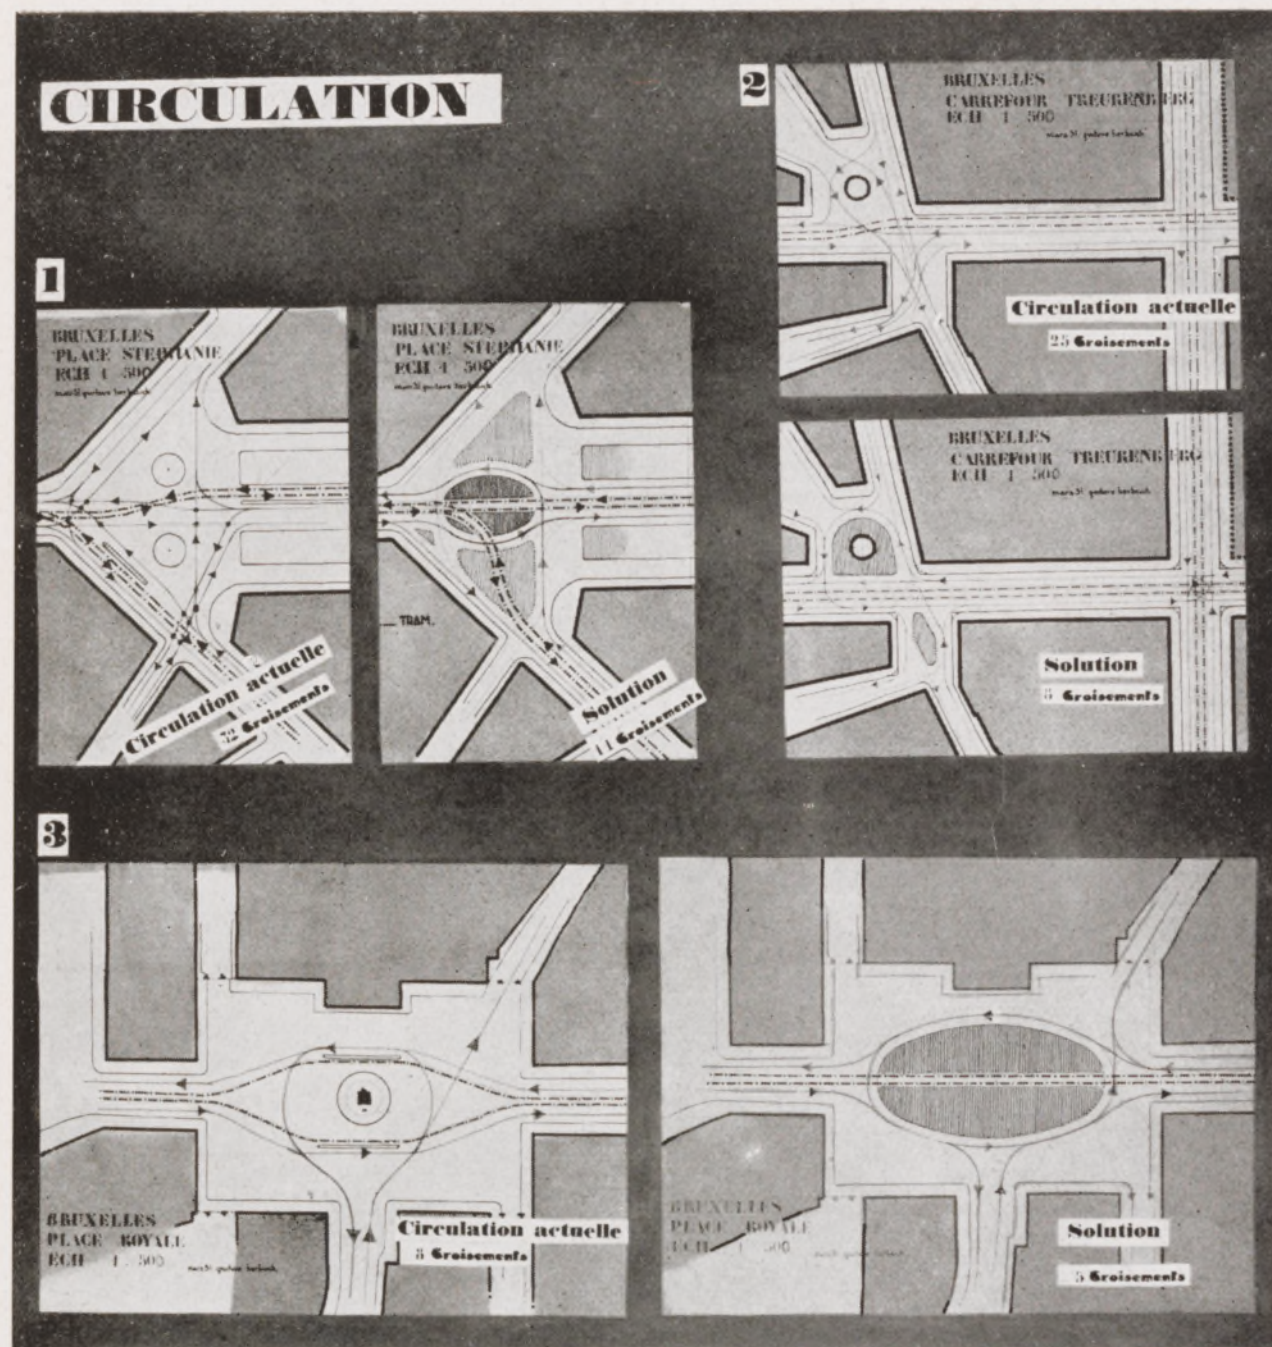 CIRCULATION
1
BRUXELLES
PLACE STEPHANIE
ECH 1 500
Circulation actuelle
32 Croisements
BRUXELLES
PLACE STEPHANIE
ECH 1 500
TRAM.
Solution
14 Croisements
2
BRUXELLES
CARREFOUR TREURENBERG
ECH 1 500
Circulation actuelle
25 Croisements
BRUXELLES
CARREFOUR TREURENBERG
ECH 1 500
Solution
Croisements
3
BRUXELLES
PLACE ROYALE
ECH 1 500
Circulation actuelle
8 Croisements
BRUXELLES
PLACE ROYALE
ECH 1 500
Solution
5 Croisements